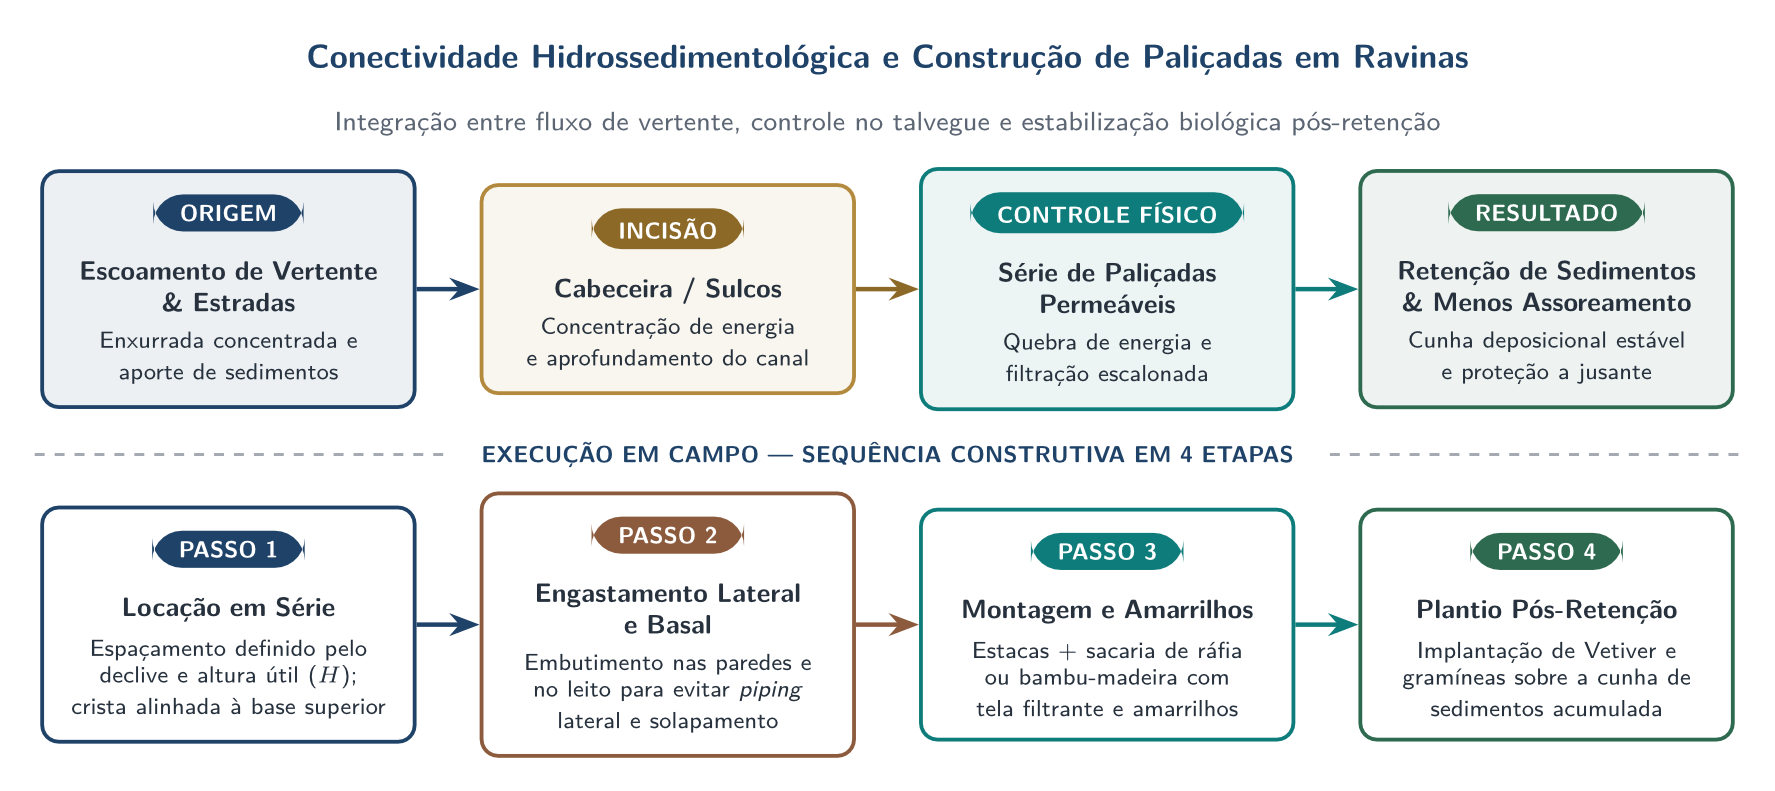 Conectividade Hidrossedimentológica e Construção de Paliçadas em Ravinas
Integração entre fluxo de vertente, controle no talvegue e estabilização biológica pós-retenção
ORIGEM
Escoamento de Vertente
& Estradas
Enxurrada concentrada e
aporte de sedimentos
INCISÃO
Cabeceira / Sulcos
Concentração de energia
e aprofundamento do canal
CONTROLE FÍSICO
Série de Paliçadas
Permeáveis
Quebra de energia e
filtração escalonada
RESULTADO
Retenção de Sedimentos
& Menos Assoreamento
Cunha deposicional estável
e proteção a jusante
EXECUÇÃO EM CAMPO — SEQUÊNCIA CONSTRUTIVA EM 4 ETAPAS
PASSO 1
Locação em Série
Espaçamento definido pelo
declive e altura útil (H);
crista alinhada à base superior
PASSO 2
Engastamento Lateral
e Basal
Embutimento nas paredes e
no leito para evitar piping
lateral e solapamento
PASSO 3
Montagem e Amarrilhos
Estacas + sacaria de ráfia
ou bambu-madeira com
tela filtrante e amarrilhos
PASSO 4
Plantio Pós-Retenção
Implantação de Vetiver e
gramíneas sobre a cunha de
sedimentos acumulada